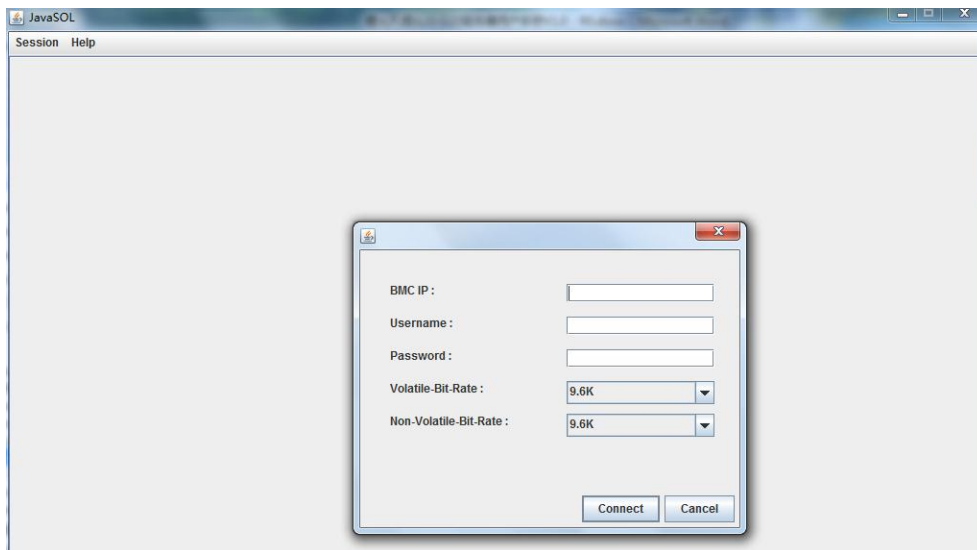 JavaSOL
Session Help
BMC IP :
Username :
Password :
Volatile-Bit-Rate : 9.6K
Non-Volatile-Bit-Rate : 9.6K
Connect Cancel